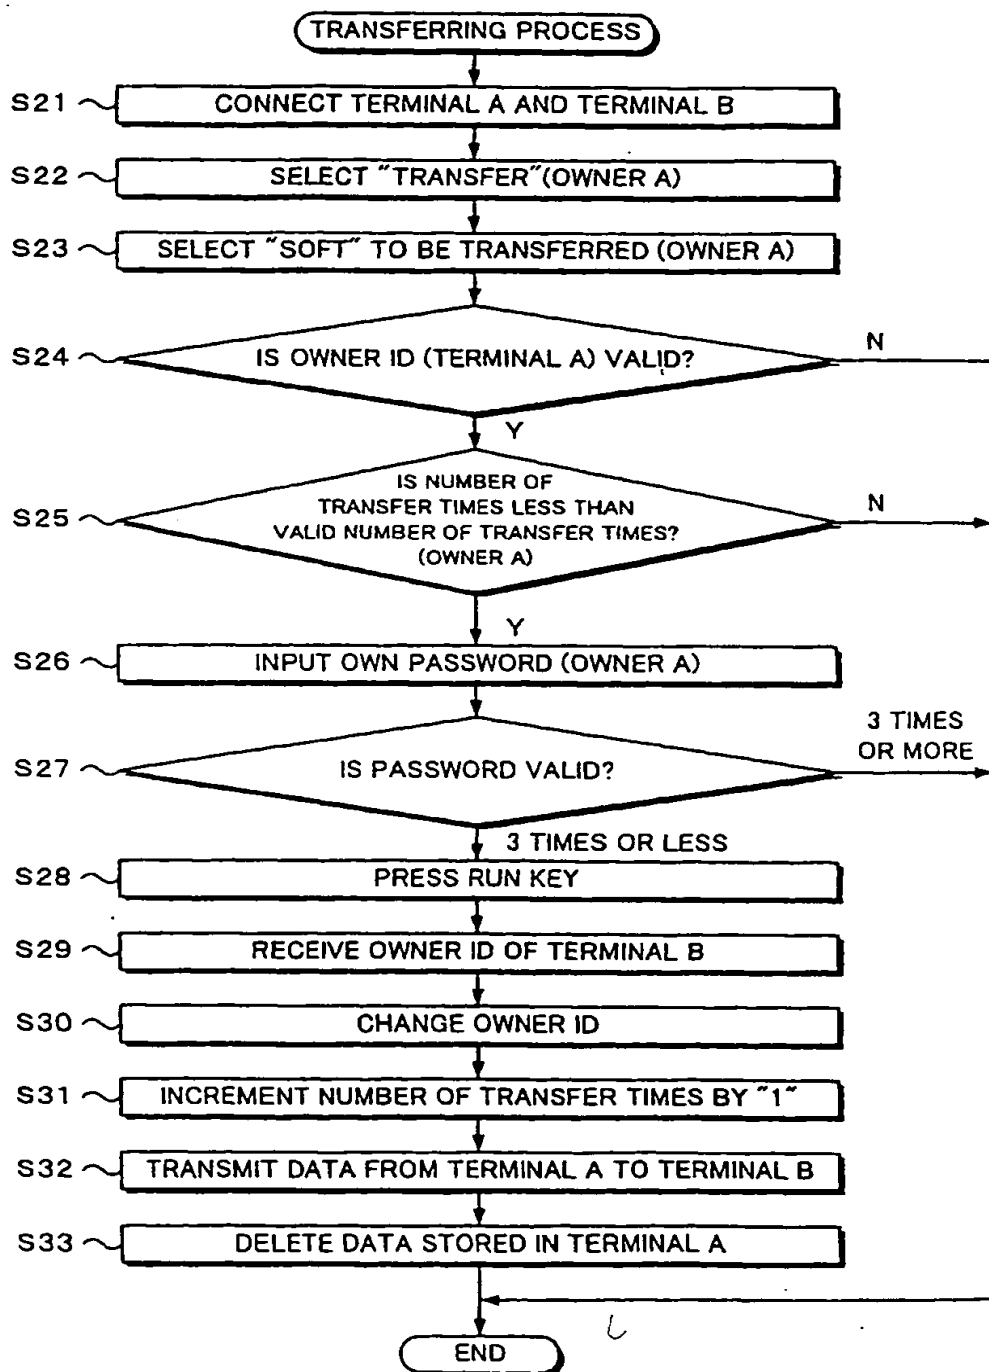 TRANSFERRING PROCESS
S21 CONNECT TERMINAL A AND TERMINAL B
S22 SELECT "TRANSFER"(OWNER A)
S23 SELECT "SOFT" TO BE TRANSFERRED (OWNER A)
S24 IS OWNER ID (TERMINAL A) VALID? N
Y
IS NUMBER OF
TRANSFER TIMES LESS THAN
S25 VALID NUMBER OF TRANSFER TIMES? N
(OWNER A)
Y
S26 INPUT OWN PASSWORD (OWNER A)
3 TIMES
OR MORE
S27 IS PASSWORD VALID?
3 TIMES OR LESS
S28 PRESS RUN KEY
S29 RECEIVE OWNER ID OF TERMINAL B
S30 CHANGE OWNER ID
S31 INCREMENT NUMBER OF TRANSFER TIMES BY "1"
S32 TRANSMIT DATA FROM TERMINAL A TO TERMINAL B
S33 DELETE DATA STORED IN TERMINAL A
END